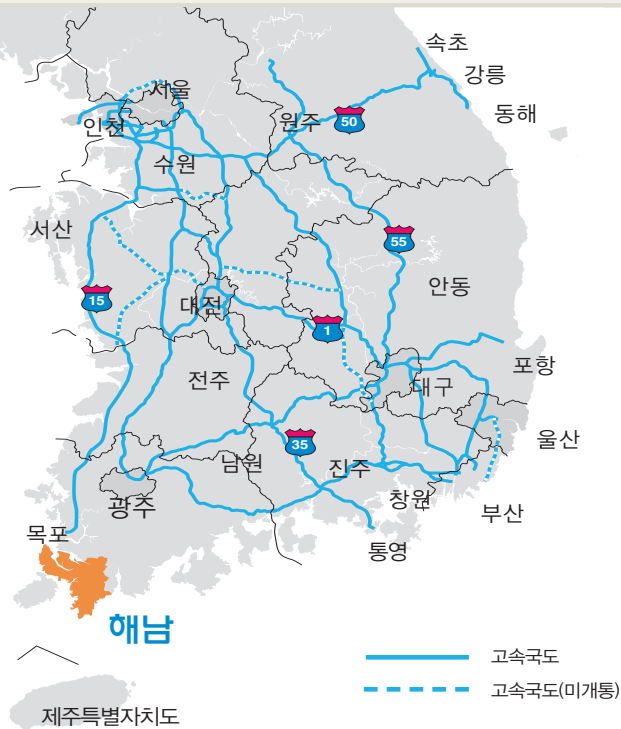 속초
강릉
서울
동해
인천
원주
50
수원
서산
55
안동
15
대전
1
포항
전주
대구
울산
35
남원
진주
창원
광주
부산
목포
통영
해남
고속국도
고속국도(미개통)
제주특별자치도